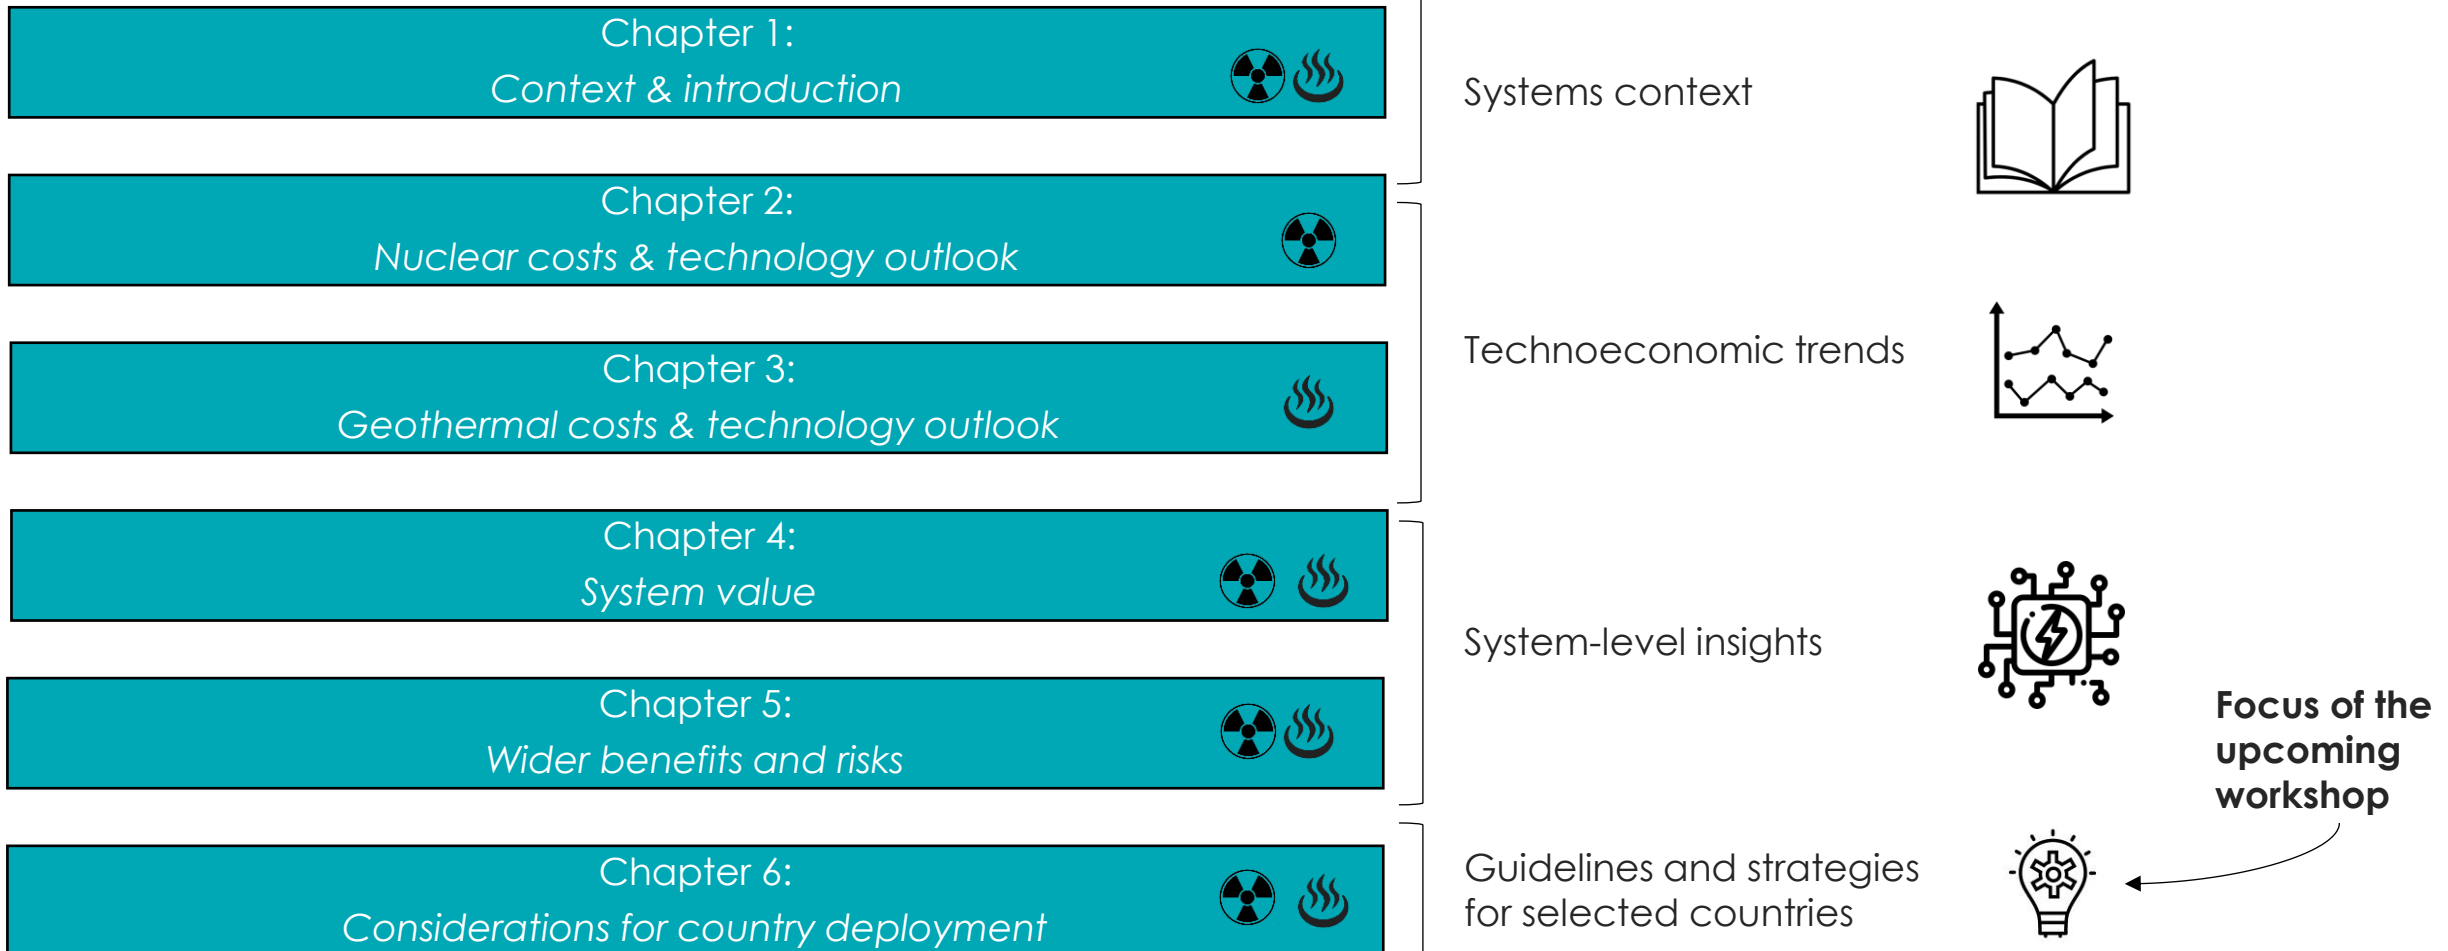 Chapter 1:
Context & introduction
Systems context
Chapter 2:
Nuclear costs & technology outlook
Technoeconomic trends
Chapter 3:
Geothermal costs & technology outlook
Chapter 4:
System value
System-level insights
Chapter 5:
Wider benefits and risks
Focus of the
upcoming
workshop
Chapter 6:
Considerations for country deployment
Guidelines and strategies
for selected countries